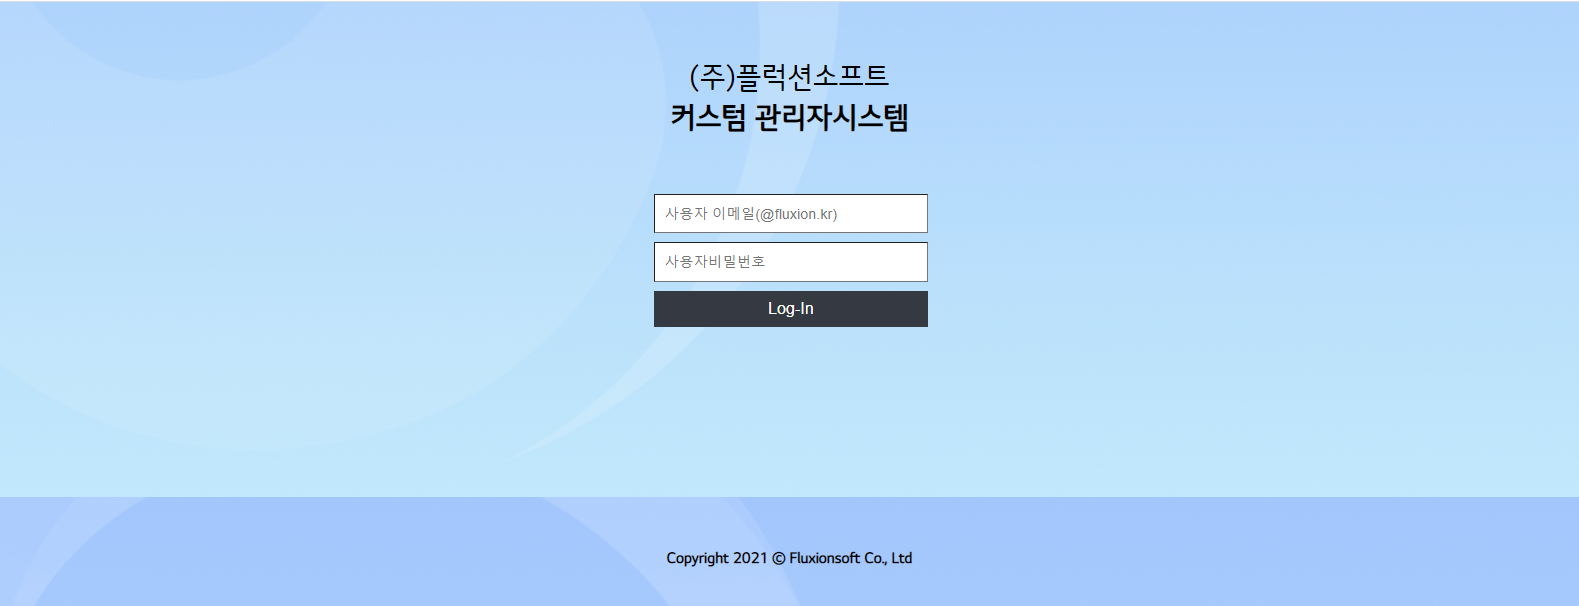 (주)플럭션소프트
커스텀 관리자시스템
사용자 이메일(@fluxion.kr)
사용자비밀번호
Log-In
Copyright 2021 © Fluxionsoft Co., Ltd